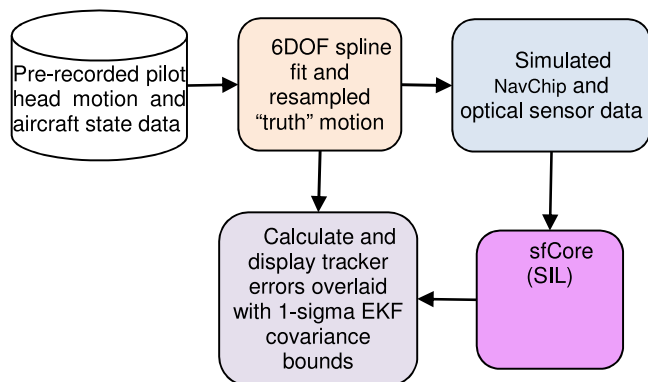 Pre-recorded pilot
head motion and
aircraft state data
6DOF spline
fit and
resampled
“truth” motion
Simulated
NavChip and
optical sensor data
Calculate and
display tracker
errors overlaid
with 1-sigma EKF
covariance
bounds
sfCore
(SIL)